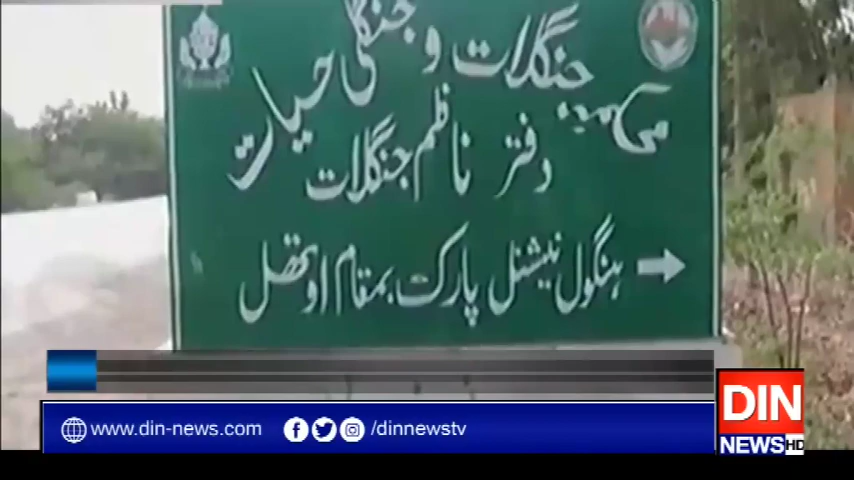 محکمہ جنگلات و جنگلی حیات
دفتر ناظم جنگلات
ہنگول نیشنل پارک بمقام اوتھل
www.din-news.com
/dinnewstv
DIN
NEWS HD